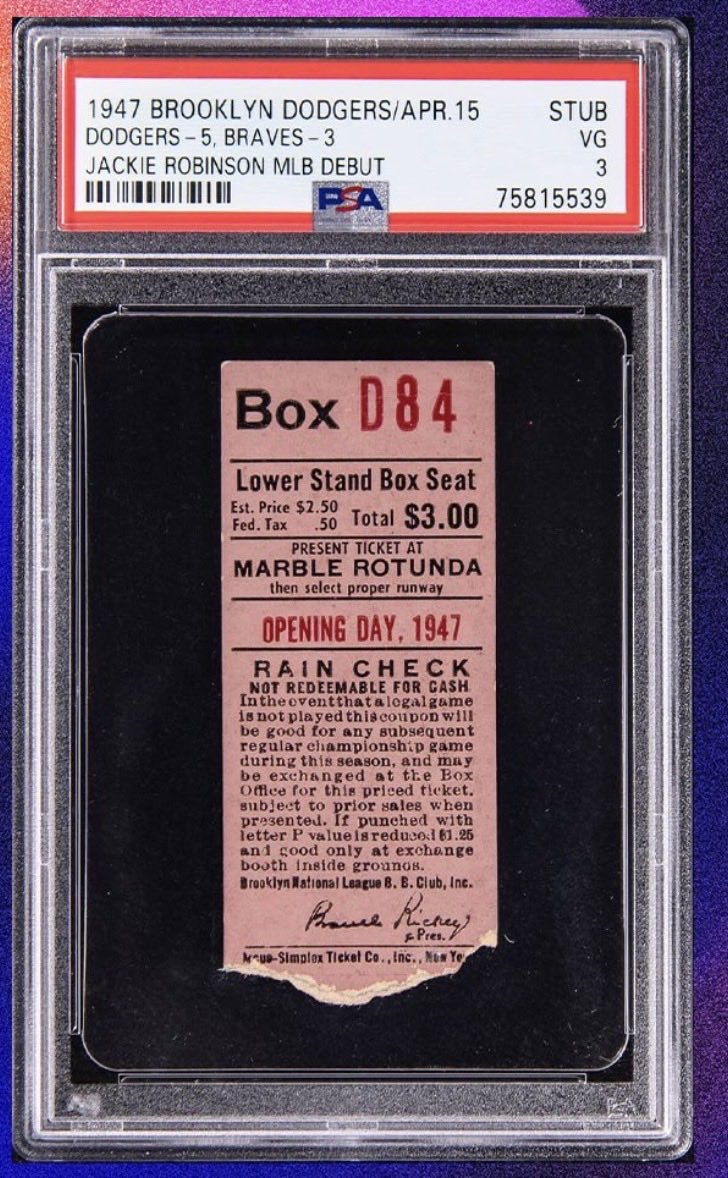 1947 BROOKLYN DODGERS/APR.15 STUB
DODGERS-5, BRAVES-3 VG
JACKIE ROBINSON MLB DEBUT 3
PSA 75815539
Box D84
Lower Stand Box Seat
Est. Price $2.50
Fed. Tax .50 Total $3.00
PRESENT TICKET AT
MARBLE ROTUNDA
then select proper runway
OPENING DAY, 1947
RAIN CHECK
NOT REDEEMABLE FOR CASH
In the event that a legal game
is not played this coupon will
be good for any subsequent
regular championship game
during this season, and may
be exchanged at the Box
Office for this priced ticket,
subject to prior sales when
presented. If punched with
letter P value is reduced $1.25
and good only at exchange
booth inside grounds.
Brooklyn National League B. B. Club, Inc.
Branch Rickey
Pres.
-Simplex Ticket Co., Inc., New Yo
PSA